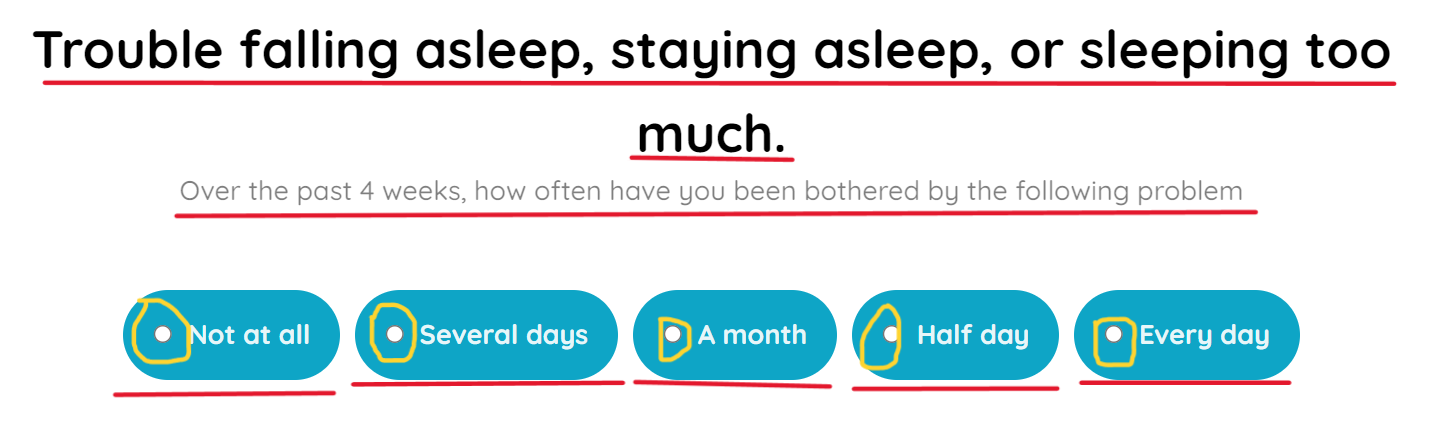 Trouble falling asleep, staying asleep, or sleeping too
much.
Over the past 4 weeks, how often have you been bothered by the following problem
Not at all Several days A month Half day Every day